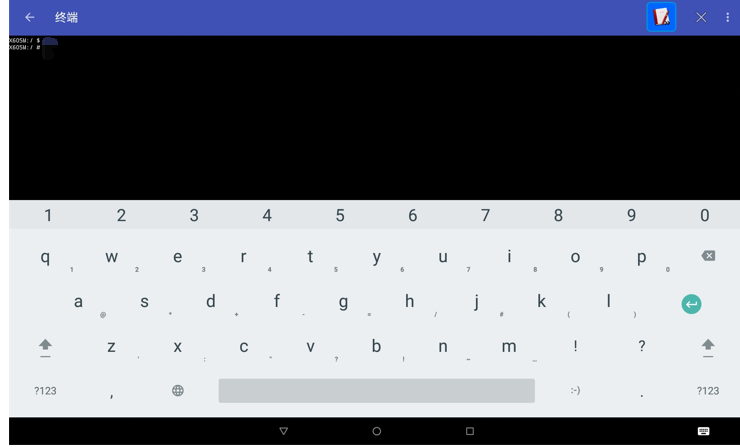 终端
X605M:/ $
X605M:/ #
1 2 3 4 5 6 7 8 9 0
q w e r t y u i o p
1 2 3 4 5 6 7 8 9 0
a s d f g h j k l
@ * + - = / # ( )
z x c v b n m ! ?
' : " ? ! ~ …
?123 , :-) . ?123